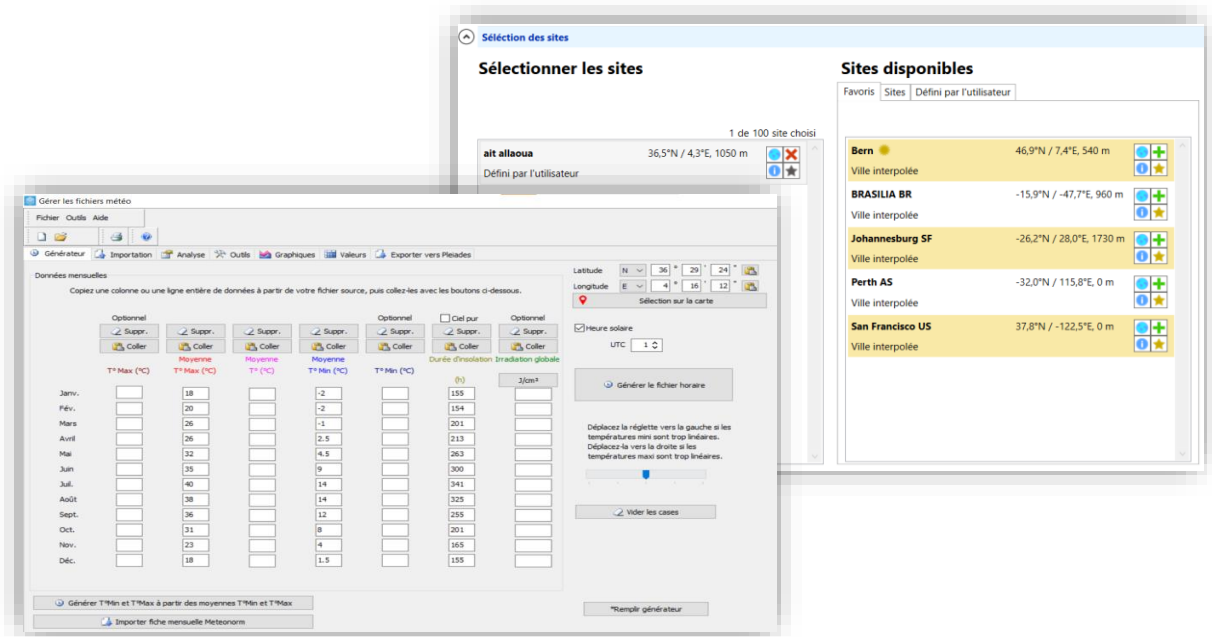 Séléction des sites
Sélectionner les sites
1 de 100 site choisi
ait allaoua 36,5°N / 4,3°E, 1050 m
Défini par l'utilisateur
Sites disponibles
Favoris Sites Défini par l'utilisateur
Bern 46,9°N / 7,4°E, 540 m
Ville interpolée
BRASILIA BR -15,9°N / -47,7°E, 960 m
Ville interpolée
Johannesburg SF -26,2°N / 28,0°E, 1730 m
Ville interpolée
Perth AS -32,0°N / 115,8°E, 0 m
Ville interpolée
San Francisco US 37,8°N / -122,5°E, 0 m
Ville interpolée
Gérer les fichiers météo
Fichier Outils Aide
Générateur Importation Analyse Outils Graphiques Valeurs Exporter vers Pleiades
Données mensuelles
Copiez une colonne ou une ligne entière de données à partir de votre fichier source, puis collez-les avec les boutons ci-dessous.
Optionnel Optionnel Ciel pur Optionnel
Suppr. Suppr. Suppr. Suppr. Suppr. Suppr. Suppr.
Coller Coller Coller Coller Coller Coller Coller
Moyenne Moyenne Moyenne Durée d'insolation Irradiation globale
T° Max (°C) T° Max (°C) T° (°C) T° Min (°C) T° Min (°C)
(h) J/cm²
Janv. 18 -2 155
Fév. 20 -2 154
Mars 26 -1 201
Avril 26 2.5 213
Mai 32 4.5 263
Juin 35 9 300
Juil. 40 14 341
Août 38 14 325
Sept. 36 12 255
Oct. 31 8 201
Nov. 23 4 165
Déc. 18 1.5 155
Générer T°Min et T°Max à partir des moyennes T°Min et T°Max
Importer fiche mensuelle Meteonorm
Latitude N 36 ° 29 ' 24 "
Longitude E 4 ° 16 ' 12 "
Sélection sur la carte
Heure solaire
UTC 1
Générer le fichier horaire
Déplacez la réglette vers la gauche si les
températures mini sont trop linéaires.
Déplacez-la vers la droite si les
températures maxi sont trop linéaires.
Vider les cases
*Remplir générateur